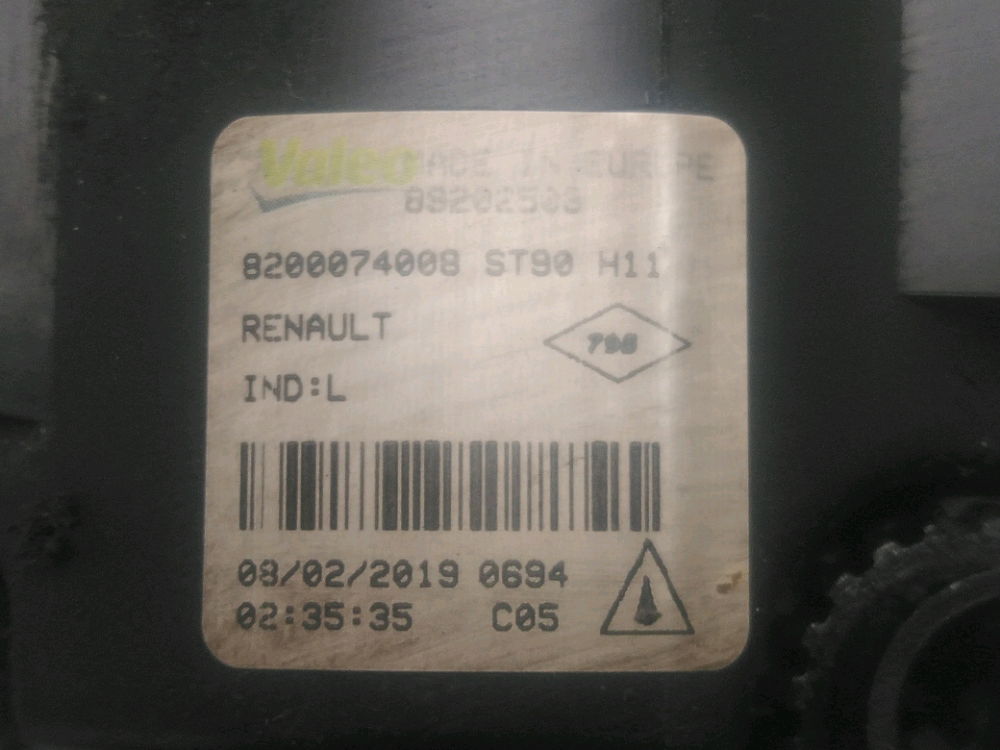 Valeo MADE IN EUROPE
89202503
8200074008 ST90 H11
RENAULT
798
IND:L
08/02/2019 0694
02:35:35 C05